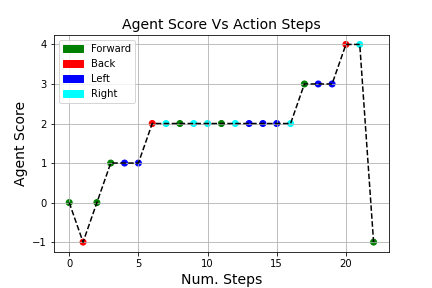 Agent Score Vs Action Steps
Agent Score
4
3
2
1
0
−1
Forward
Back
Left
Right
0 5 10 15 20
Num. Steps